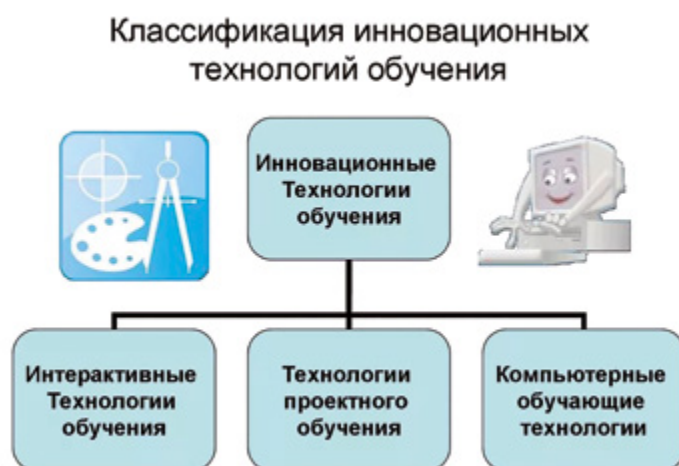 Классификация инновационных
технологий обучения
Инновационные
Технологии
обучения
Интерактивные
Технологии
обучения
Технологии
проектного
обучения
Компьютерные
обучающие
технологии